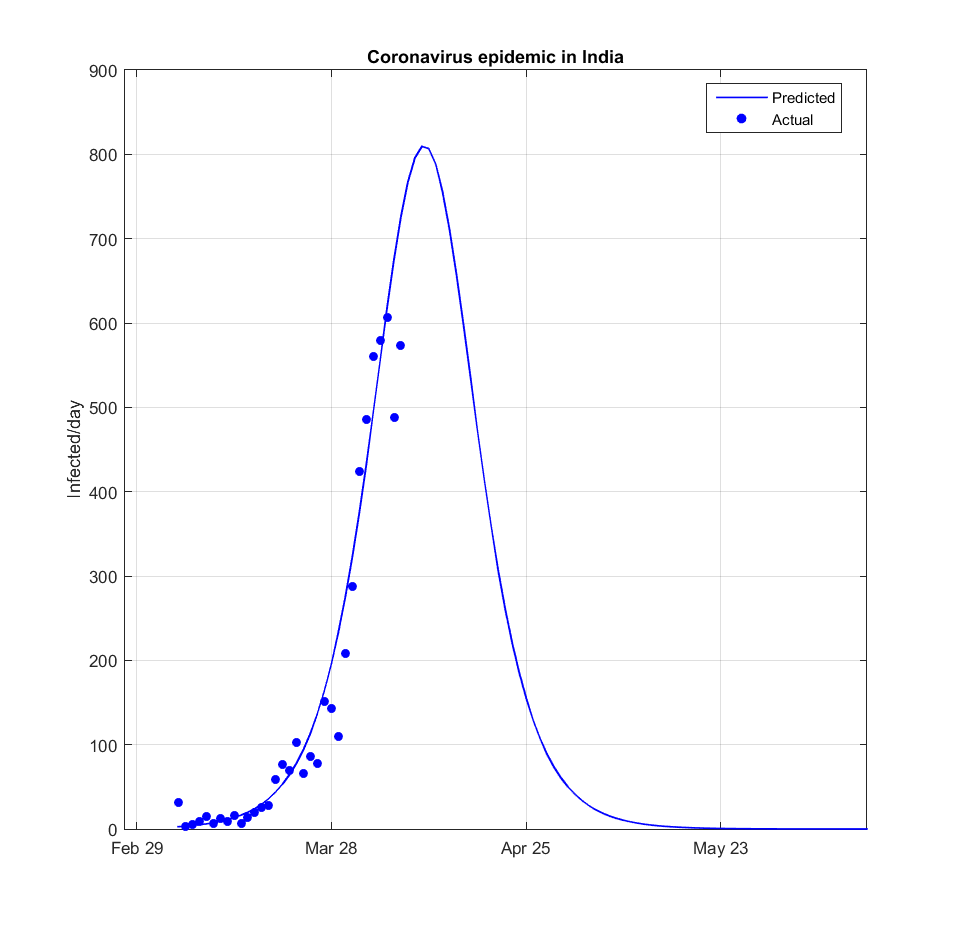 Coronavirus epidemic in India
900
800
700
600
500
400
300
200
100
0
Infected/day
Predicted
Actual
Feb 29
Mar 28
Apr 25
May 23